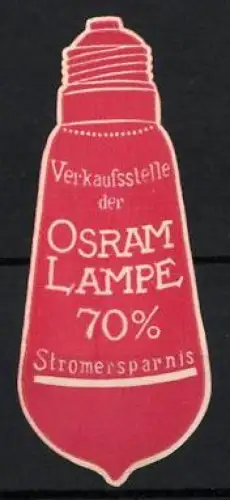 Verkaufsstelle
der
OSRAM
LAMPE
70%
Stromersparnis